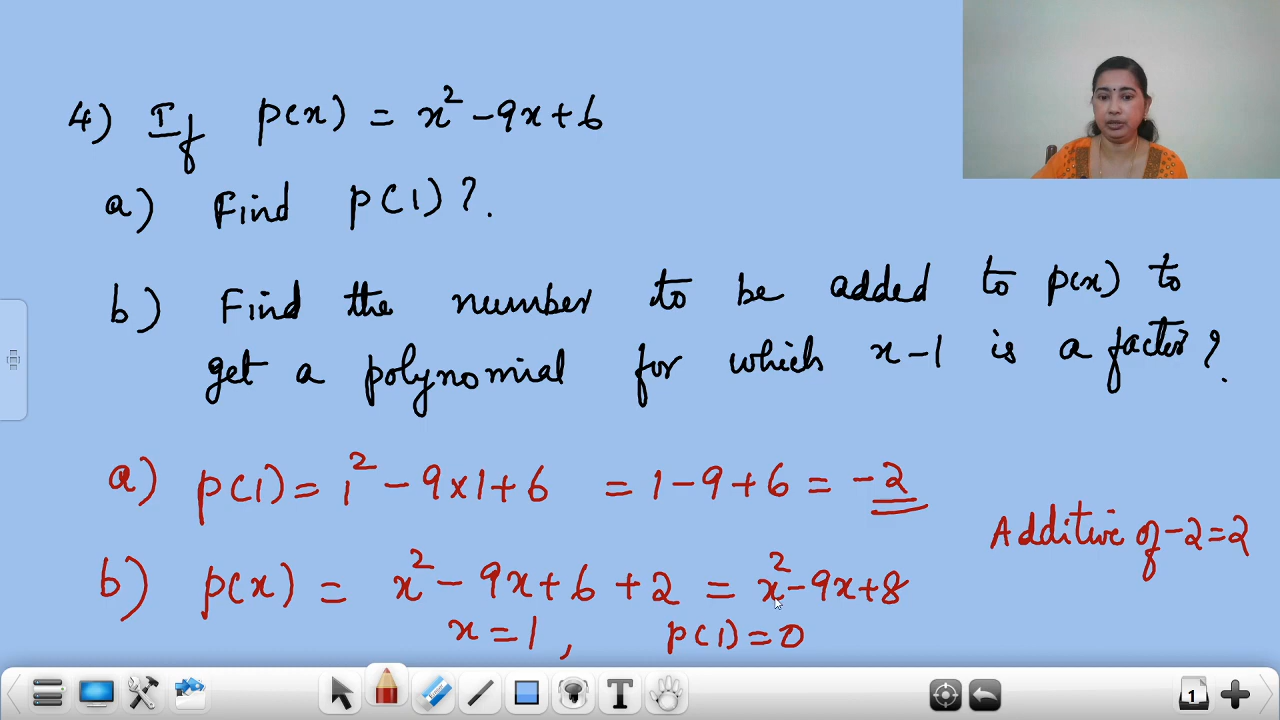 4) If p(x) = x² - 9x + 6
a) Find p(1)?.
b) Find the number to be added to p(x) to
get a polynomial for which x-1 is a factor?.
a) p(1) = 1² - 9x1 + 6 = 1 - 9 + 6 = -2
Additive of -2 = 2
b) p(x) = x² - 9x + 6 + 2 = x² - 9x + 8
x = 1, p(1) = 0
T
1